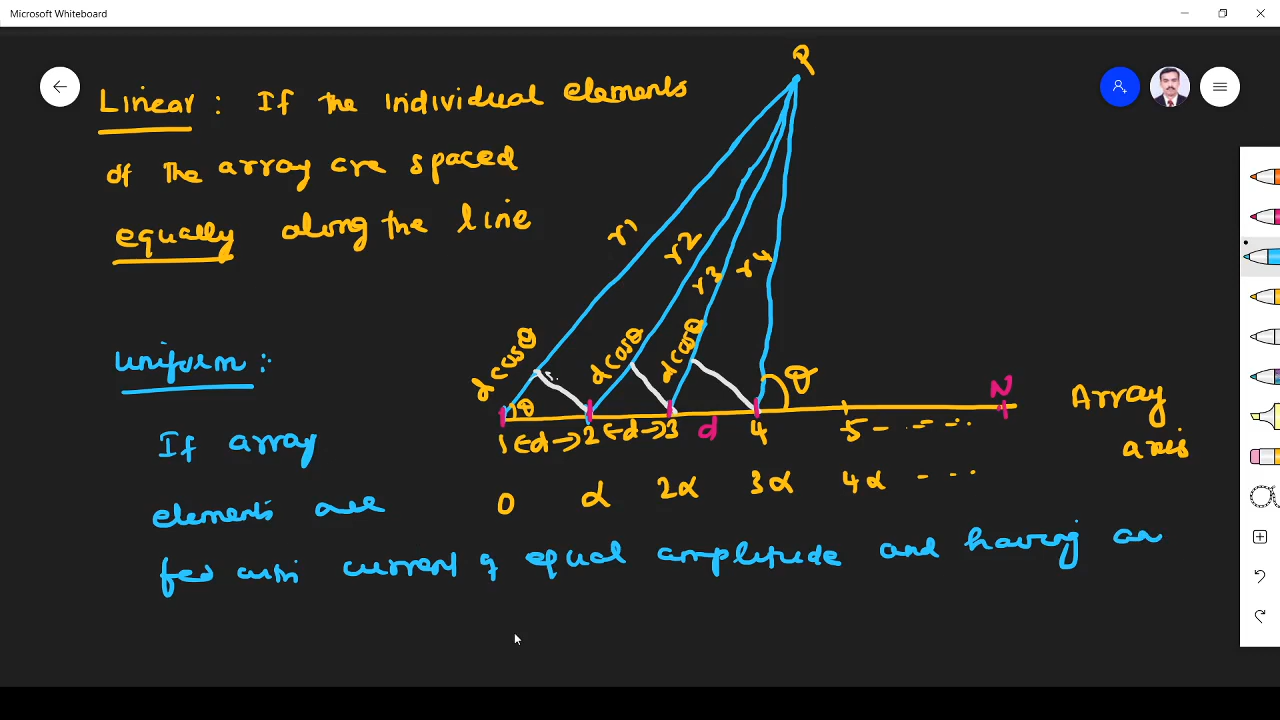 Microsoft Whiteboard
P
Linear : If the individual elements
of the array are spaced
equally along the line
r1
r2
r3
r4
d cosθ
d cosθ
d cosθ
θ
θ
N
Array
axis
1 ←d→ 2 ←d→ 3 d 4 5 - - - ...
0 α 2α 3α 4α - ...
uniform :
If array
elements are
fed with current of equal amplitude and having an